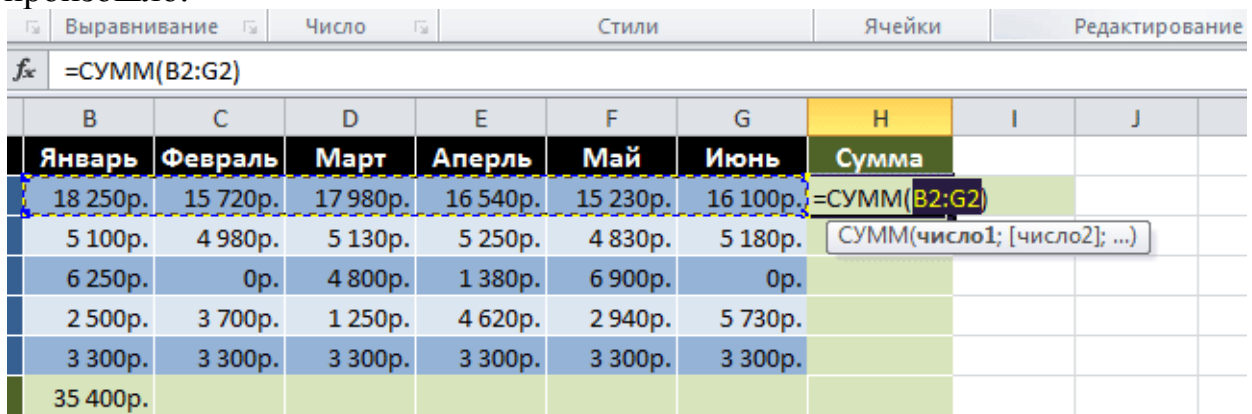 произошло.
Выравнивание Число Стили Ячейки Редактирование
fx =СУММ(B2:G2)
B C D E F G H I J
Январь Февраль Март Аперль Май Июнь Сумма
18 250р. 15 720р. 17 980р. 16 540р. 15 230р. 16 100р. =СУММ(B2:G2)
5 100р. 4 980р. 5 130р. 5 250р. 4 830р. 5 180р. СУММ(число1; [число2]; ...)
6 250р. 0р. 4 800р. 1 380р. 6 900р. 0р.
2 500р. 3 700р. 1 250р. 4 620р. 2 940р. 5 730р.
3 300р. 3 300р. 3 300р. 3 300р. 3 300р. 3 300р.
35 400р.